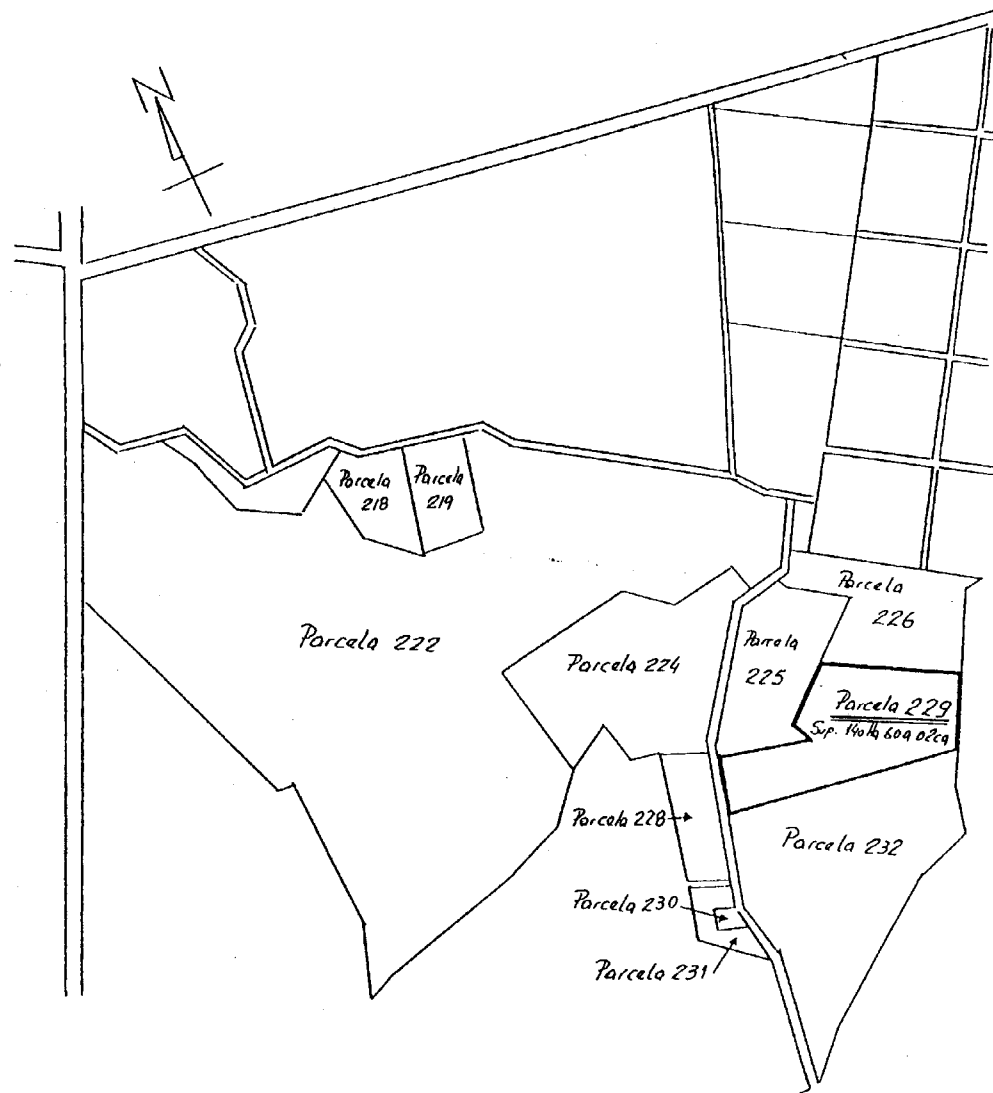 N
Parcela
218
Parcela
219
Parcela
226
Parcela 222
Parcela 224
Parcela
225
Parcela 229
Sup. 140Ha 60a 02ca
Parcela 228
Parcela 232
Parcela 230
Parcela 231